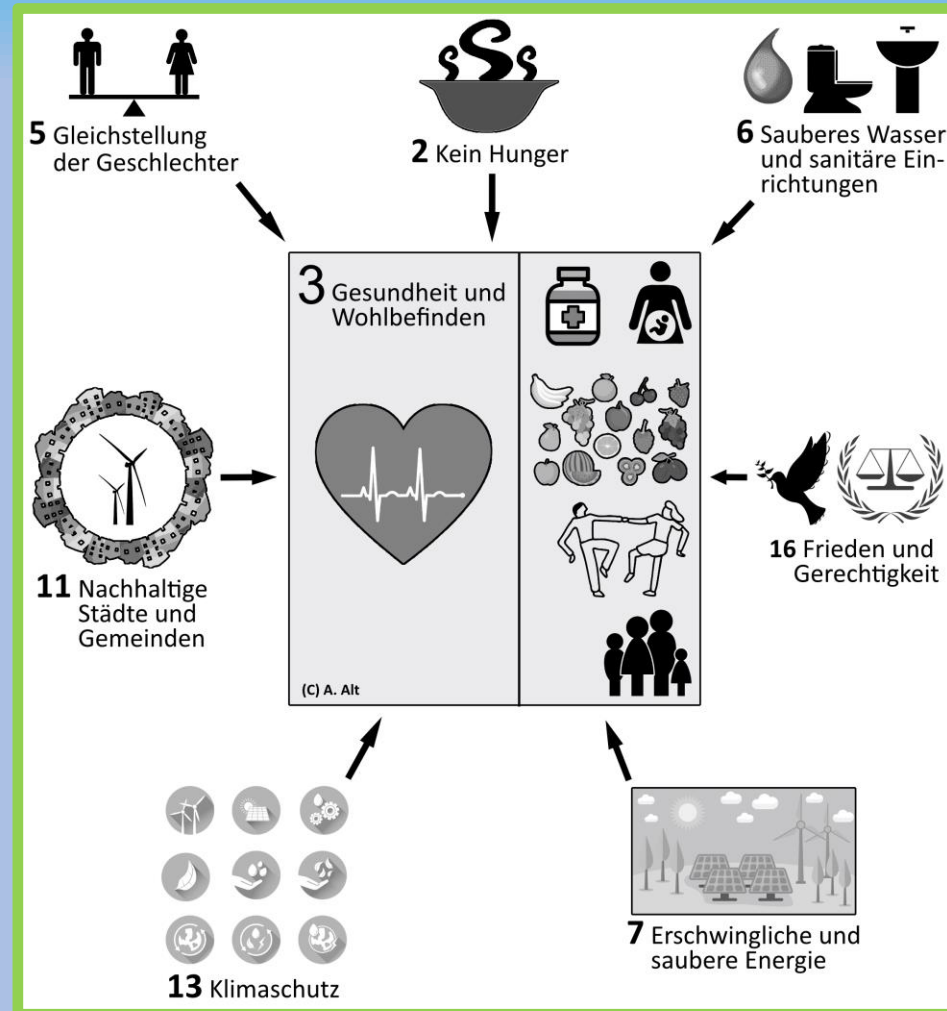 5 Gleichstellung
der Geschlechter
2 Kein Hunger
6 Sauberes Wasser
und sanitäre Ein-
richtungen
3 Gesundheit und
Wohlbefinden
11 Nachhaltige
Städte und
Gemeinden
16 Frieden und
Gerechtigkeit
(C) A. Alt
13 Klimaschutz
7 Erschwingliche und
saubere Energie